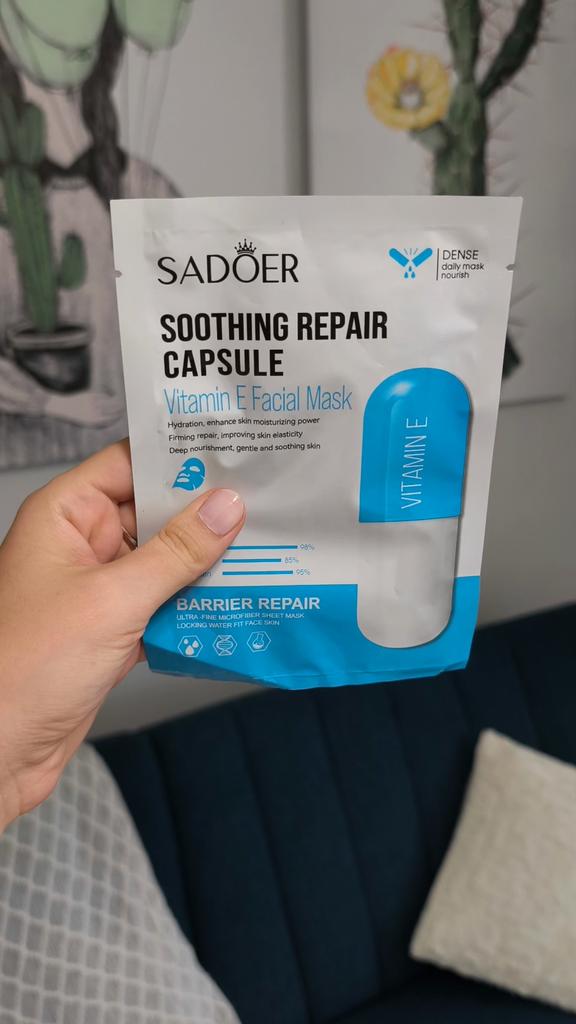 SADOER
DENSE
daily mask
nourish
SOOTHING REPAIR
CAPSULE
Vitamin E Facial Mask
Hydration, enhance skin moisturizing power
Firming repair, improving skin elasticity
Deep nourishment, gentle and soothing skin
VITAMIN E
98%
85%
95%
BARRIER REPAIR
ULTRA-FINE MICROFIBER SHEET MASK
LOCKING WATER FIT FACE SKIN